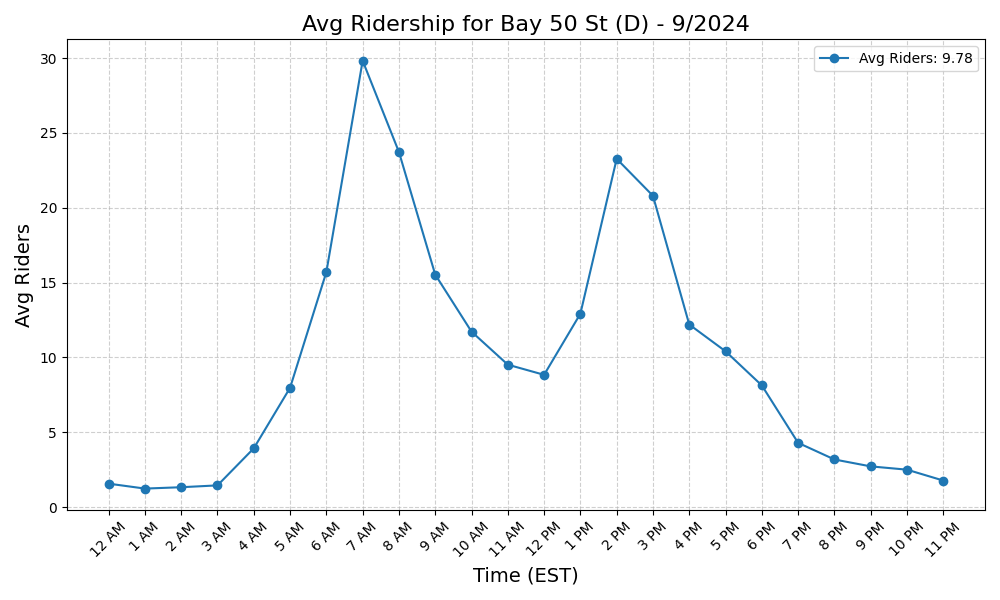 Avg Ridership for Bay 50 St (D) - 9/2024
Avg Riders: 9.78
Avg Riders
30
25
20
15
10
5
0
12 AM
1 AM
2 AM
3 AM
4 AM
5 AM
6 AM
7 AM
8 AM
9 AM
10 AM
11 AM
12 PM
1 PM
2 PM
3 PM
4 PM
5 PM
6 PM
7 PM
8 PM
9 PM
10 PM
11 PM
Time (EST)